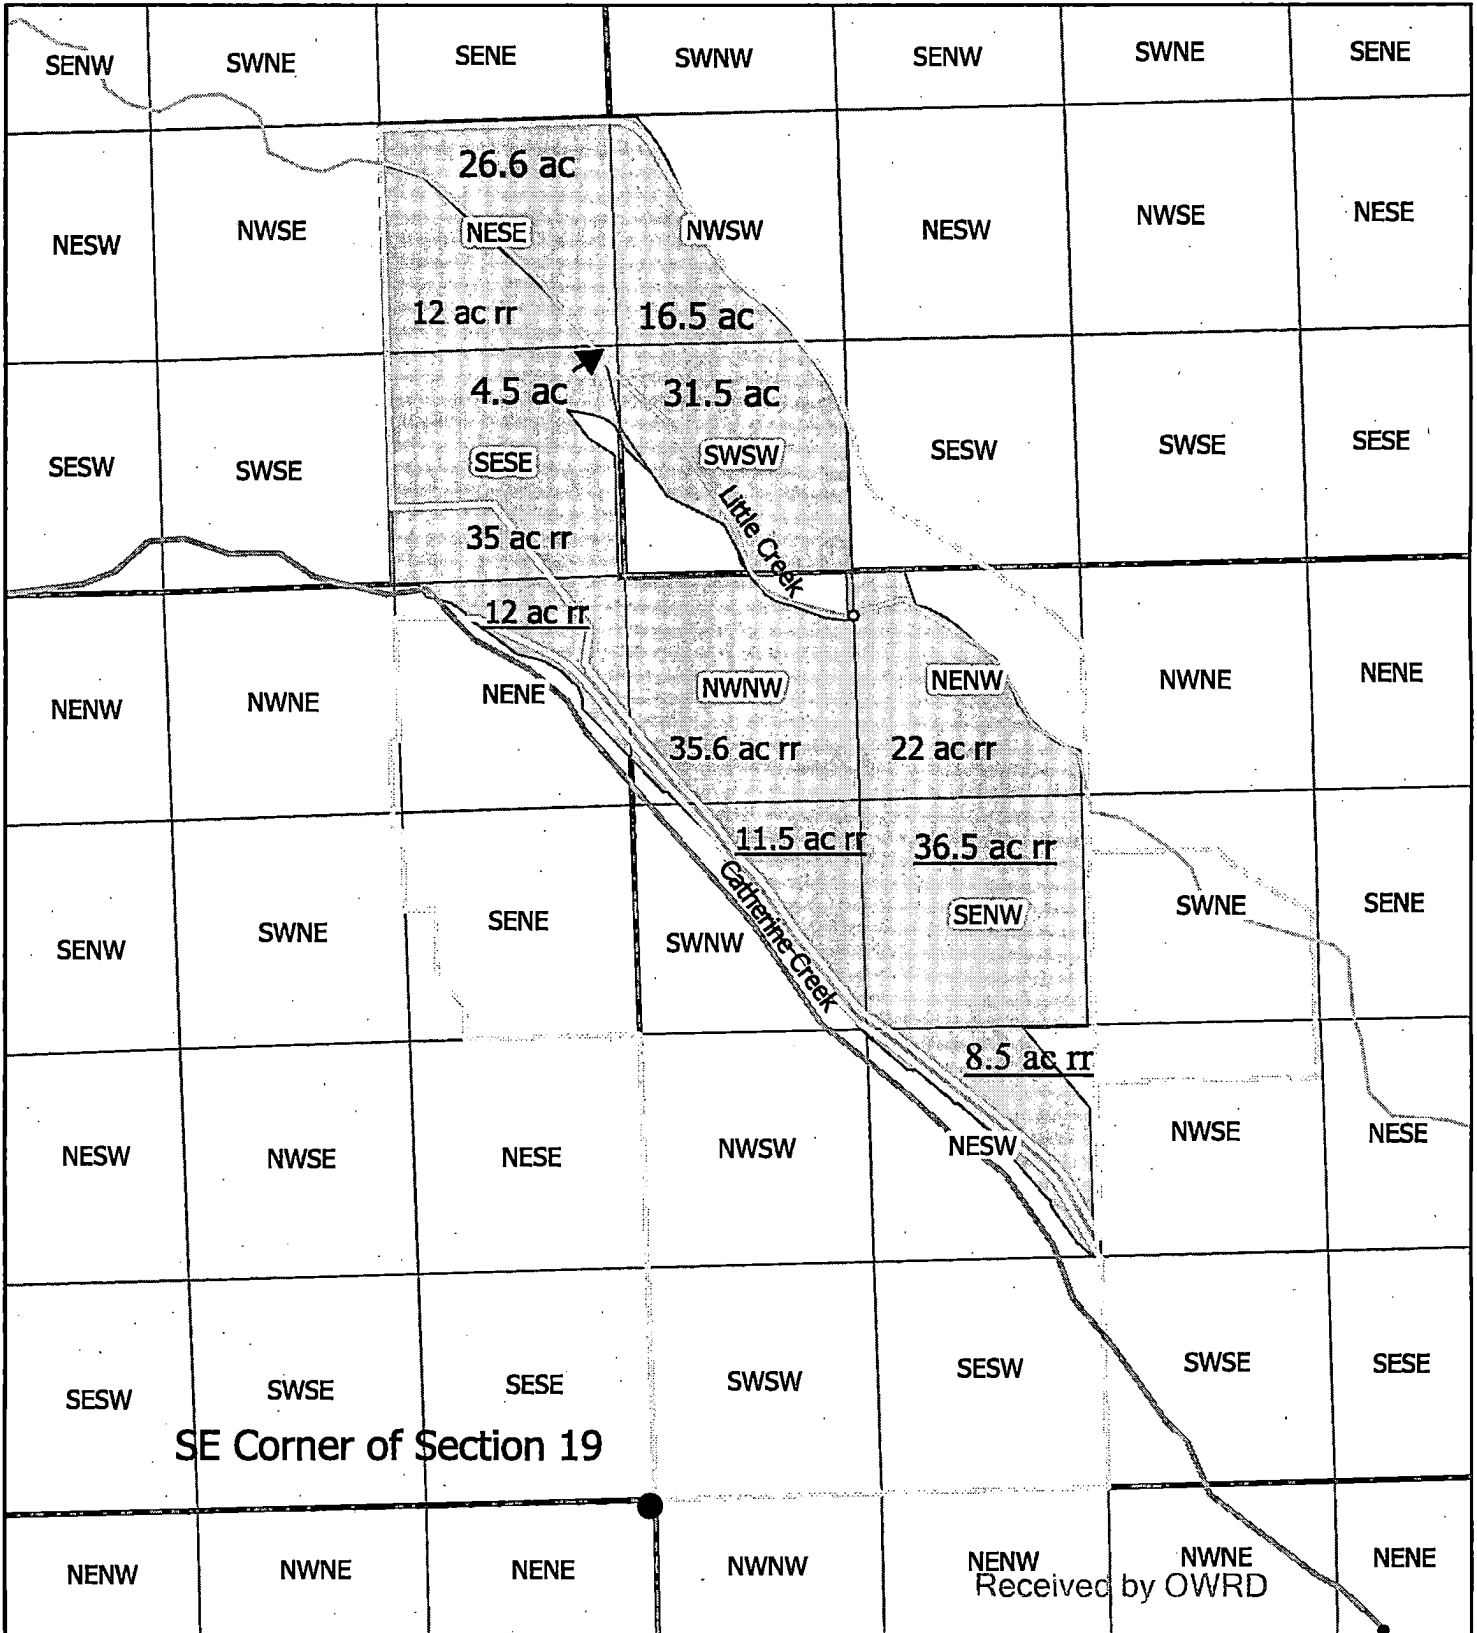 SENW SWNE SENE SWNW SENW SWNE SENE
26.6 ac
NESW NWSE NESE NWSW NESW NWSE NESE
12 ac rr 16.5 ac
4.5 ac 31.5 ac
SESW SWSE SESE SWSW SESW SWSE SESE
Little Creek
35 ac rr
12 ac rr
NENW NWNE NENE NWNW NENW NWNE NENE
35.6 ac rr 22 ac rr
11.5 ac rr 36.5 ac rr
Catherine Creek
SENW SWNE SENE SWNW SENW SWNE SENE
8.5 ac rr
NESW NWSE NESE NWSW NESW NWSE NESE
SESW SWSE SESE SWSW SESW SWSE SESE
SE Corner of Section 19
NENW NWNE NENE NWNW NENW NWNE NENE
Received by OWRD